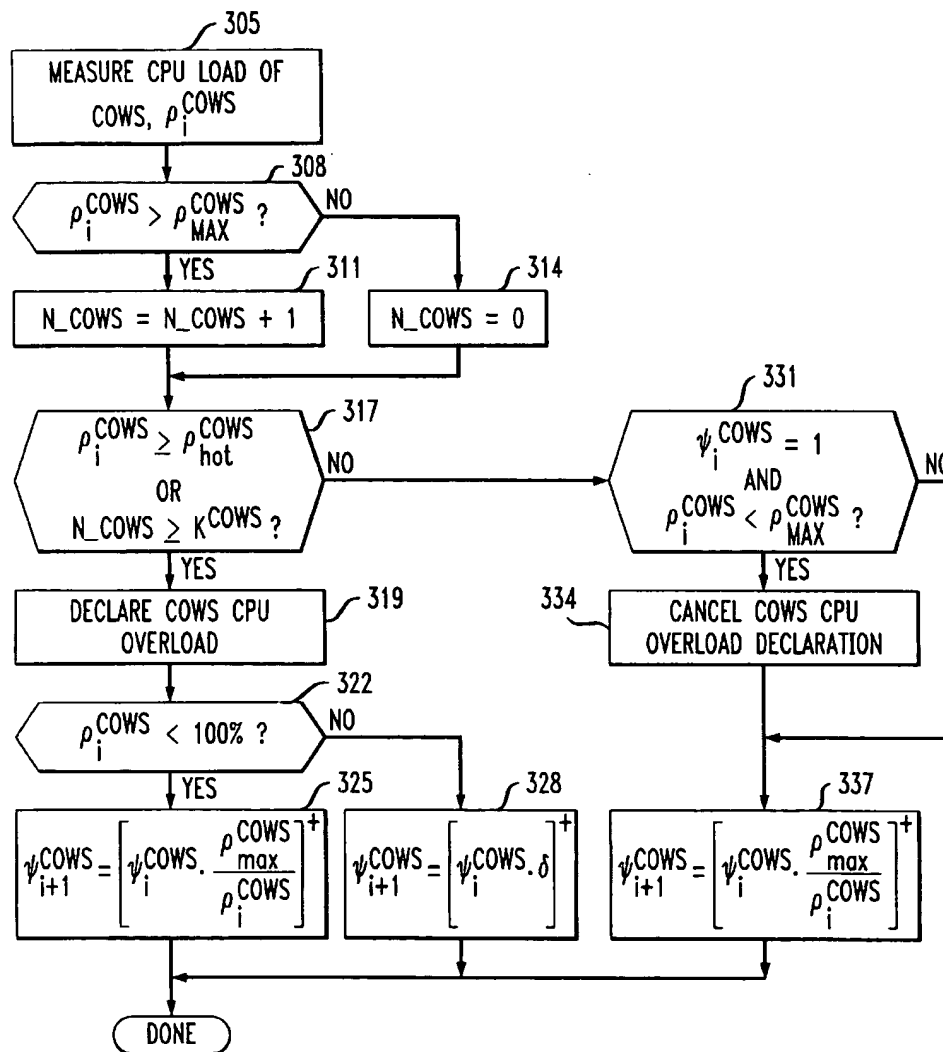 305
MEASURE CPU LOAD OF
COWS, ρ_i^COWS
308
ρ_i^COWS > ρ_MAX^COWS ?
NO
YES
311
N_COWS = N_COWS + 1
314
N_COWS = 0
317
ρ_i^COWS ≥ ρ_hot^COWS
OR
N_COWS ≥ K^COWS ?
NO
YES
331
ψ_i^COWS = 1
AND
ρ_i^COWS < ρ_MAX^COWS ?
NO
YES
319
DECLARE COWS CPU
OVERLOAD
334
CANCEL COWS CPU
OVERLOAD DECLARATION
322
ρ_i^COWS < 100% ?
NO
YES
325
ψ_{i+1}^COWS = [ψ_i^COWS · ρ_max^COWS / ρ_i^COWS]^+
328
ψ_{i+1}^COWS = [ψ_i^COWS · δ]^+
337
ψ_{i+1}^COWS = [ψ_i^COWS · ρ_max^COWS / ρ_i^COWS]^+
DONE